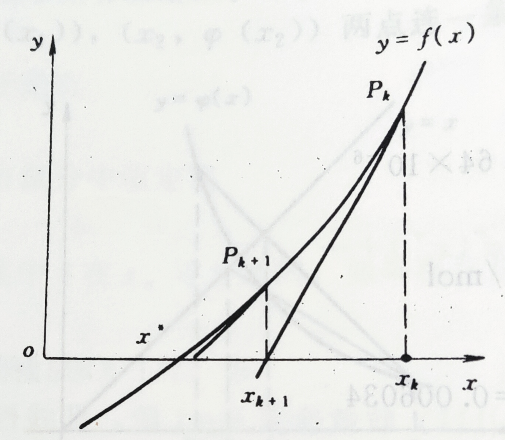 y
y = f(x)
P_k
P_{k+1}
x*
o
x_{k+1}
x_k
x